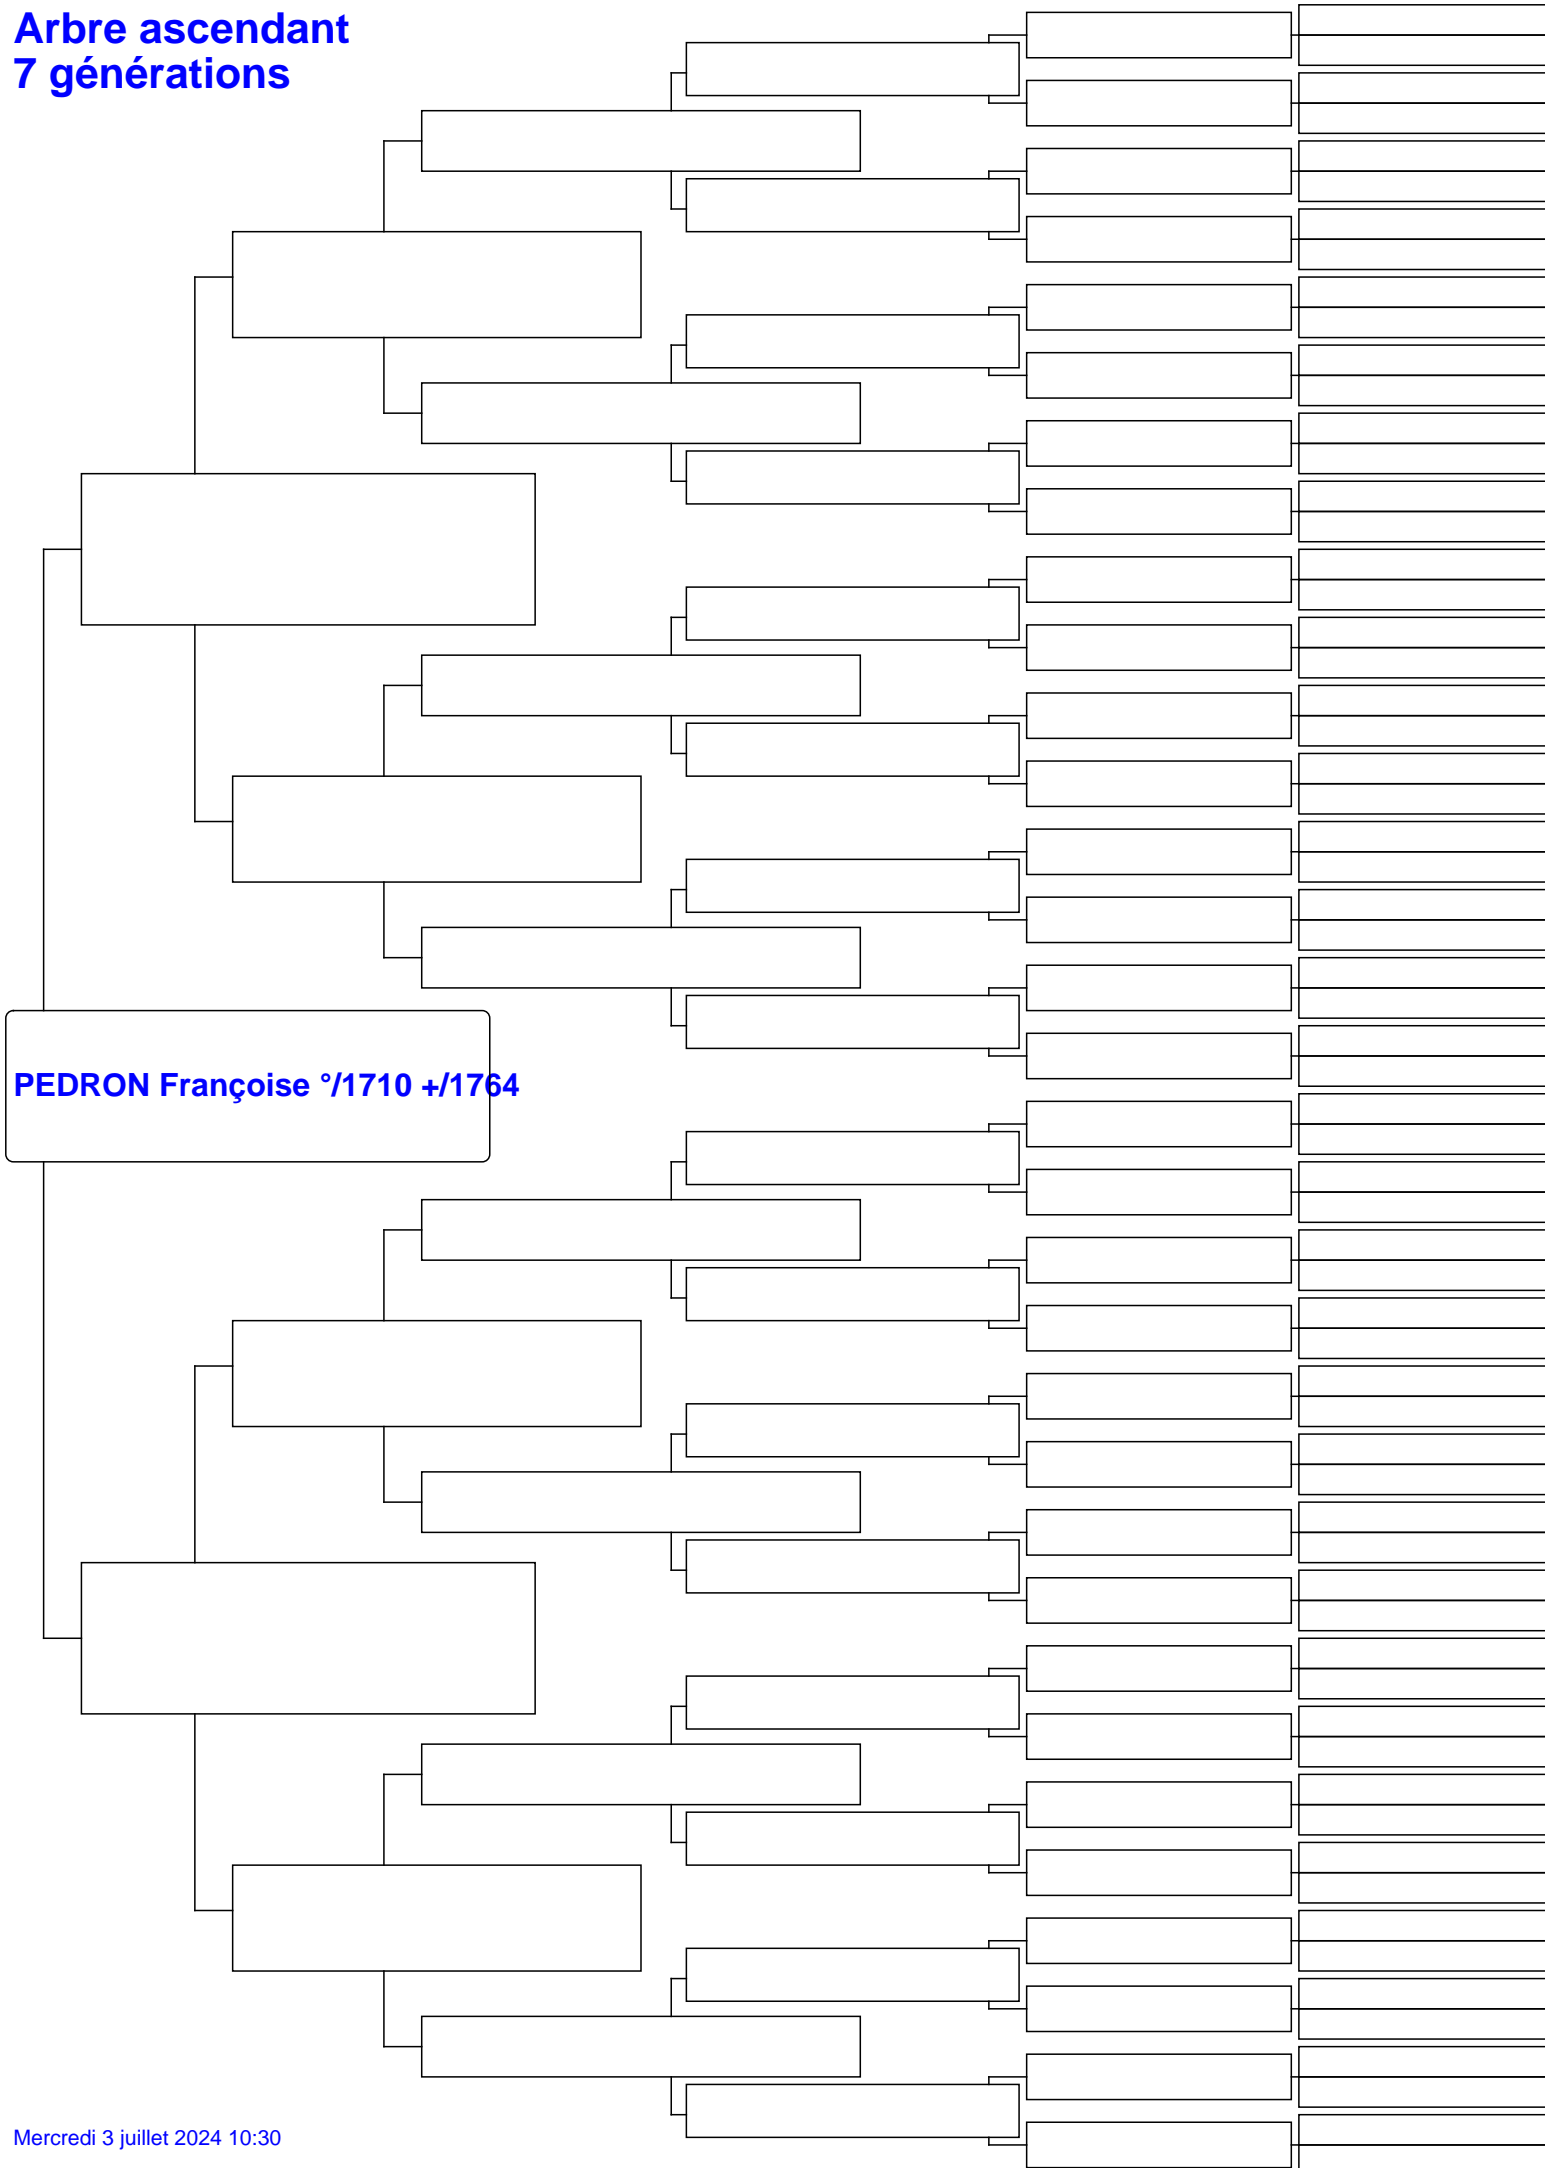 Arbre ascendant
7 générations
PEDRON Françoise °/1710 +/1764
Mercredi 3 juillet 2024 10:30